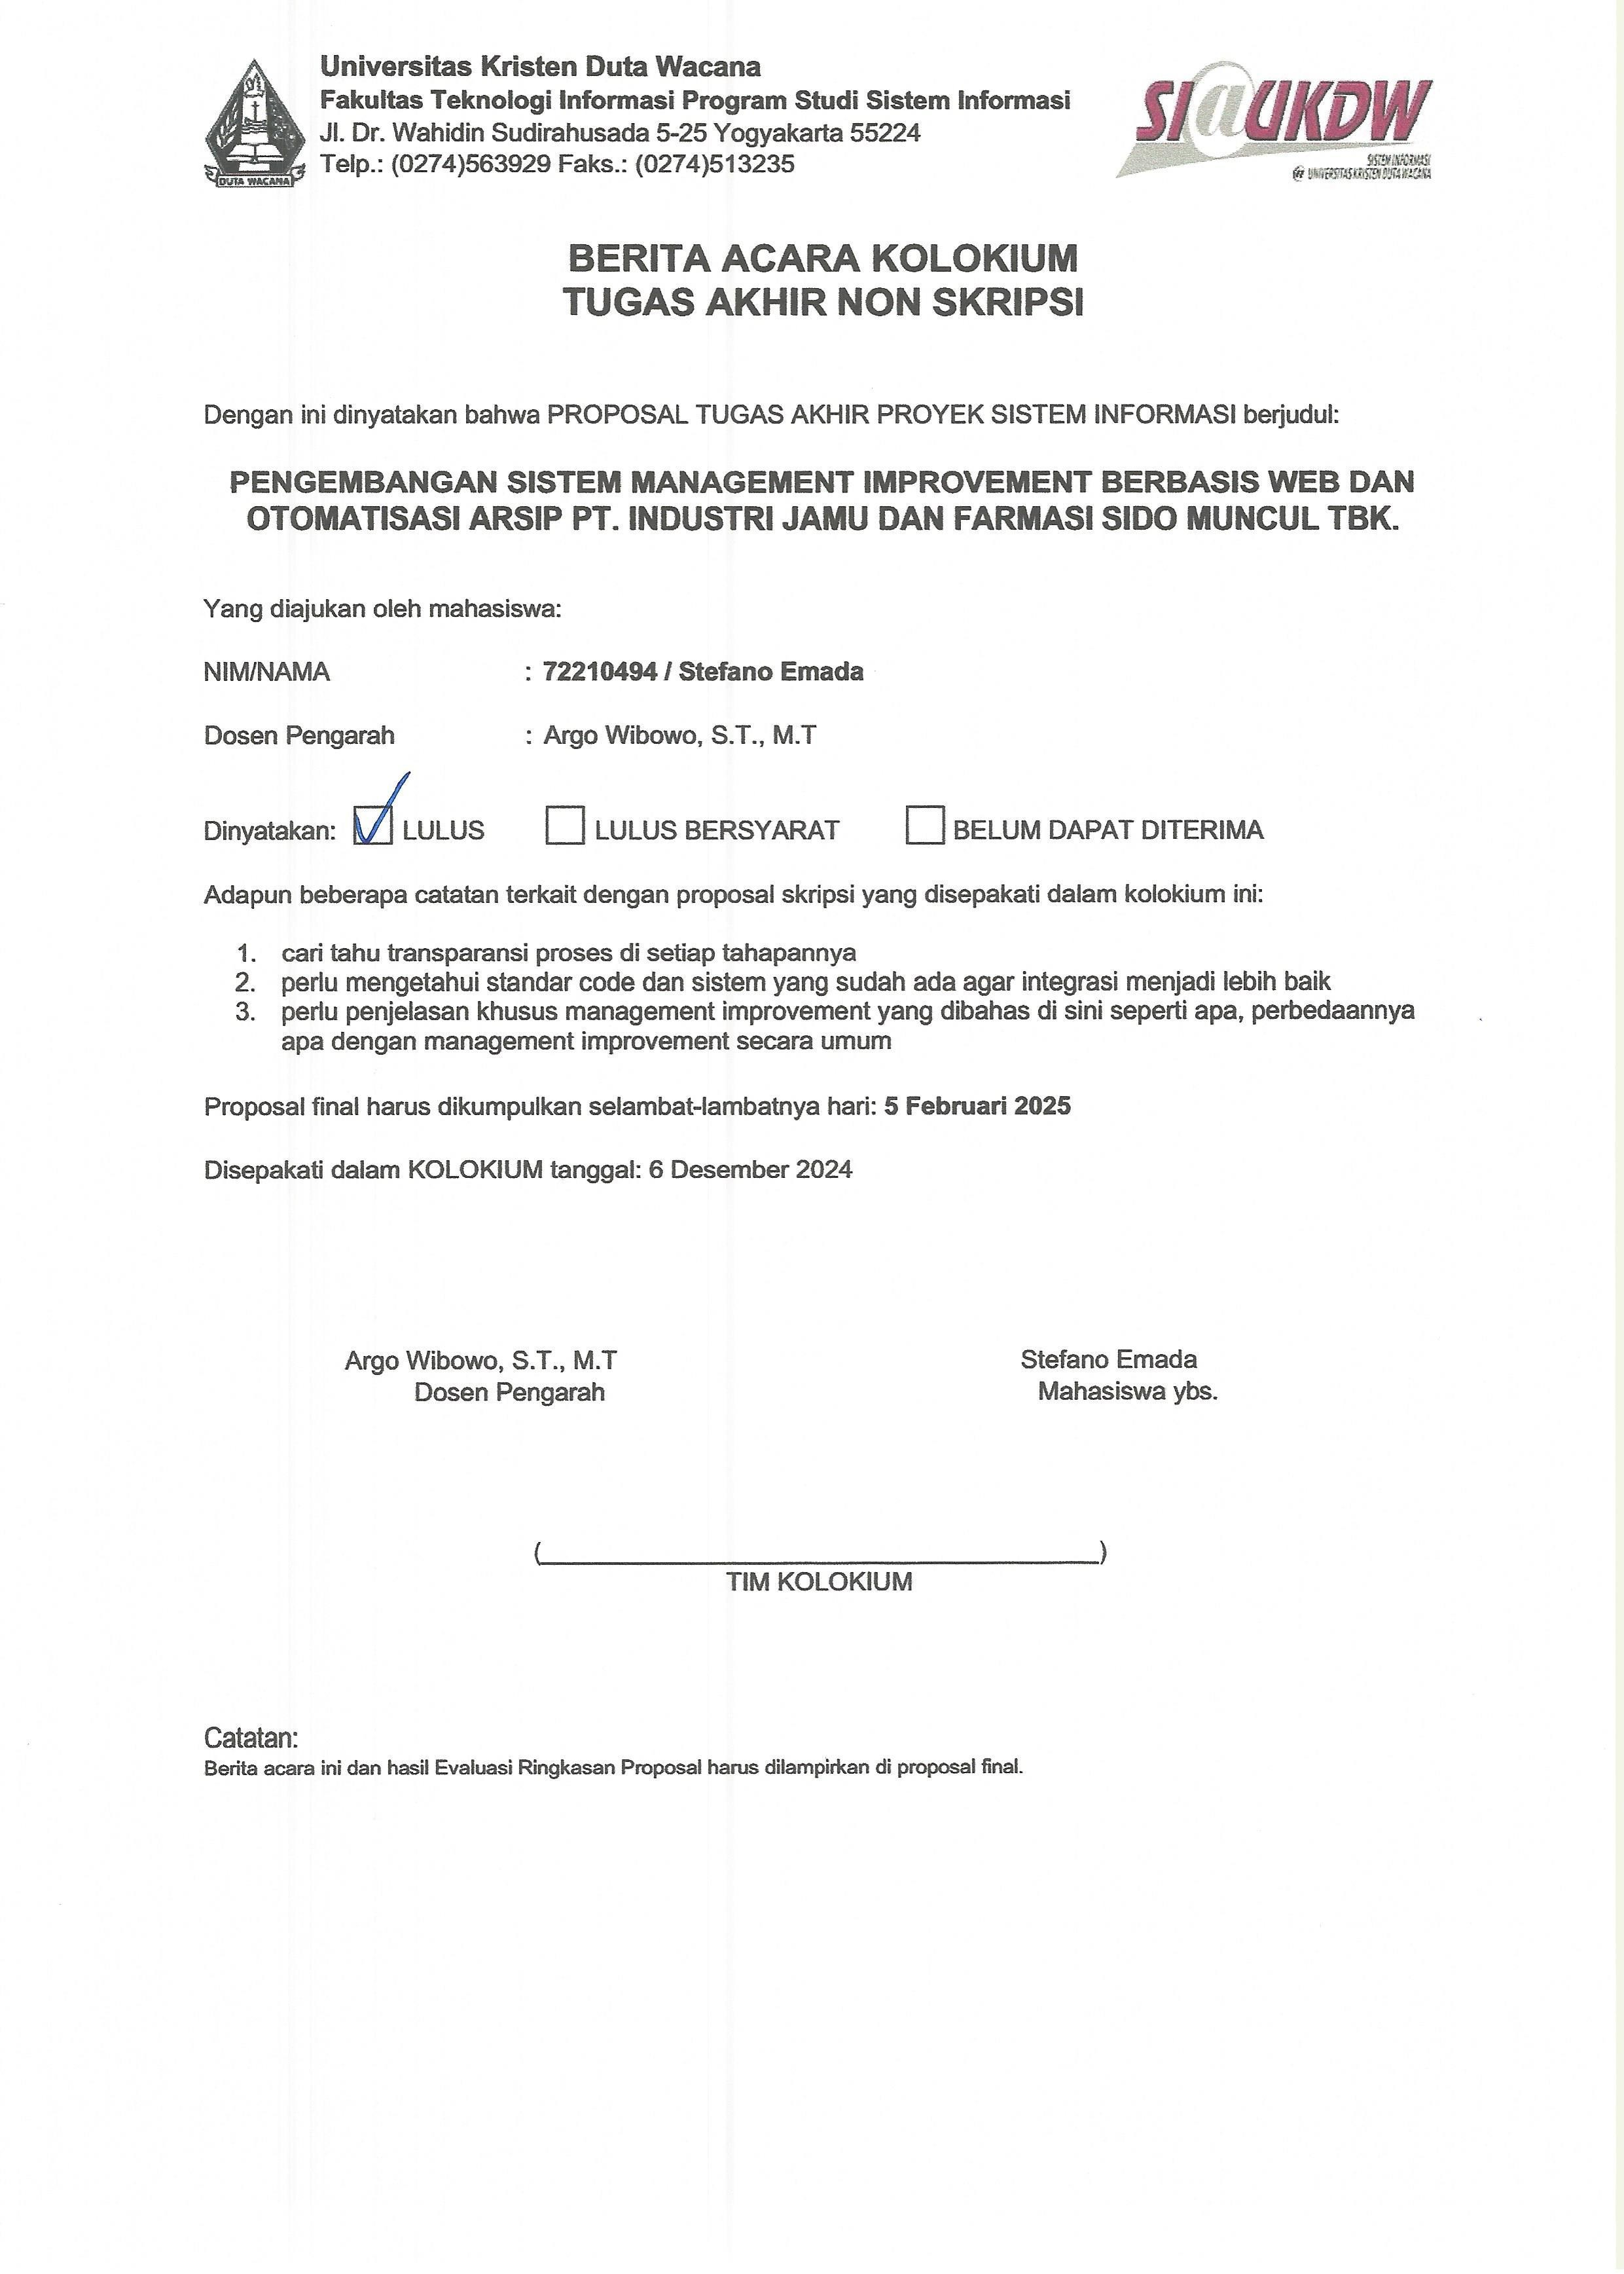 Universitas Kristen Duta Wacana
Fakultas Teknologi Informasi Program Studi Sistem Informasi
Jl. Dr. Wahidin Sudirahusada 5-25 Yogyakarta 55224
Telp.: (0274)563929 Faks.: (0274)513235
DUTA WACANA
SI@UKDW
SISTEM INFORMASI
UNIVERSITAS KRISTEN DUTA WACANA
BERITA ACARA KOLOKIUM
TUGAS AKHIR NON SKRIPSI
Dengan ini dinyatakan bahwa PROPOSAL TUGAS AKHIR PROYEK SISTEM INFORMASI berjudul:
PENGEMBANGAN SISTEM MANAGEMENT IMPROVEMENT BERBASIS WEB DAN
OTOMATISASI ARSIP PT. INDUSTRI JAMU DAN FARMASI SIDO MUNCUL TBK.
Yang diajukan oleh mahasiswa:
NIM/NAMA : 72210494 / Stefano Emada
Dosen Pengarah : Argo Wibowo, S.T., M.T
Dinyatakan: LULUS LULUS BERSYARAT BELUM DAPAT DITERIMA
Adapun beberapa catatan terkait dengan proposal skripsi yang disepakati dalam kolokium ini:
1. cari tahu transparansi proses di setiap tahapannya
2. perlu mengetahui standar code dan sistem yang sudah ada agar integrasi menjadi lebih baik
3. perlu penjelasan khusus management improvement yang dibahas di sini seperti apa, perbedaannya
apa dengan management improvement secara umum
Proposal final harus dikumpulkan selambat-lambatnya hari: 5 Februari 2025
Disepakati dalam KOLOKIUM tanggal: 6 Desember 2024
Argo Wibowo, S.T., M.T Stefano Emada
Dosen Pengarah Mahasiswa ybs.
(____________________)
TIM KOLOKIUM
Catatan:
Berita acara ini dan hasil Evaluasi Ringkasan Proposal harus dilampirkan di proposal final.